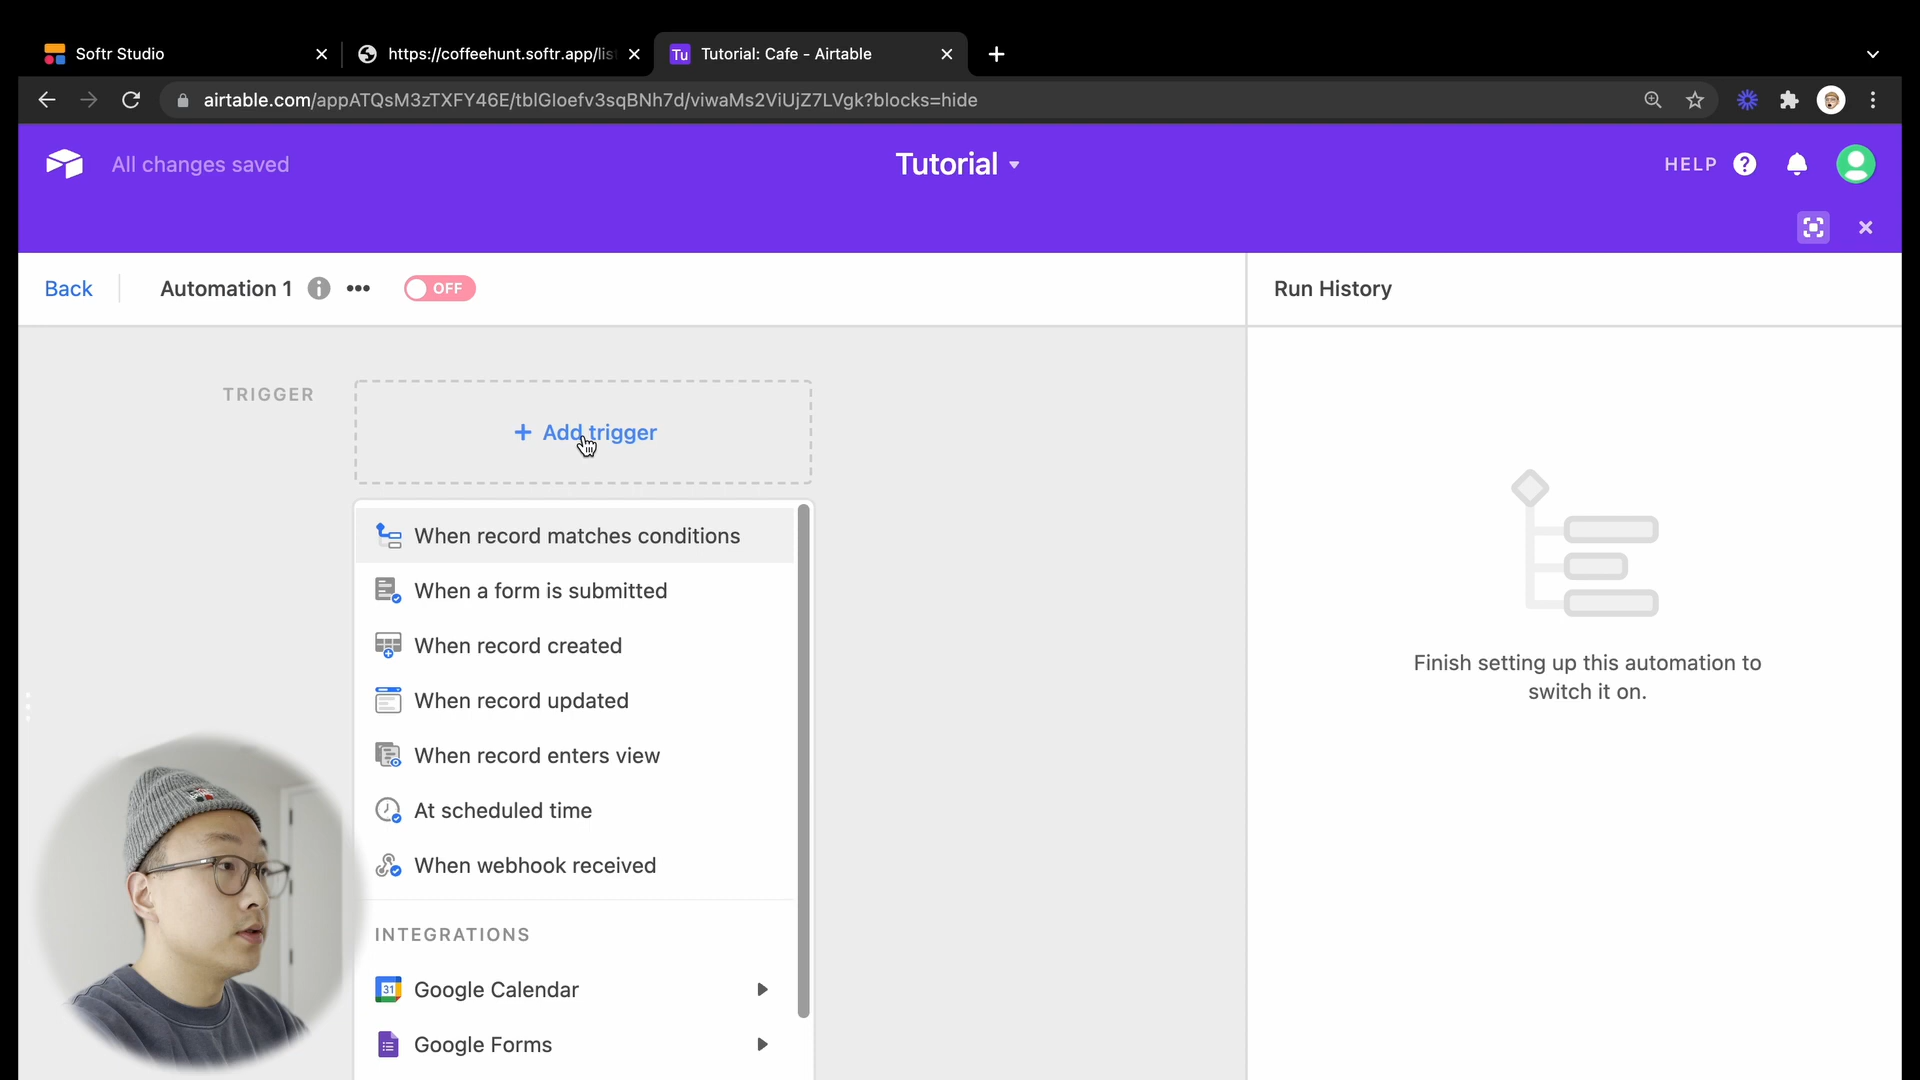 Softr Studio
https://coffeehunt.softr.app/lis
Tu
Tutorial: Cafe - Airtable
airtable.com/appATQsM3zTXFY46E/tblGloefv3sqBNh7d/viwaMs2ViUjZ7LVgk?blocks=hide
All changes saved
Tutorial
HELP
?
Back
Automation 1
OFF
Run History
TRIGGER
+ Add trigger
When record matches conditions
When a form is submitted
When record created
When record updated
When record enters view
At scheduled time
When webhook received
INTEGRATIONS
31
Google Calendar
Google Forms
Finish setting up this automation to
switch it on.